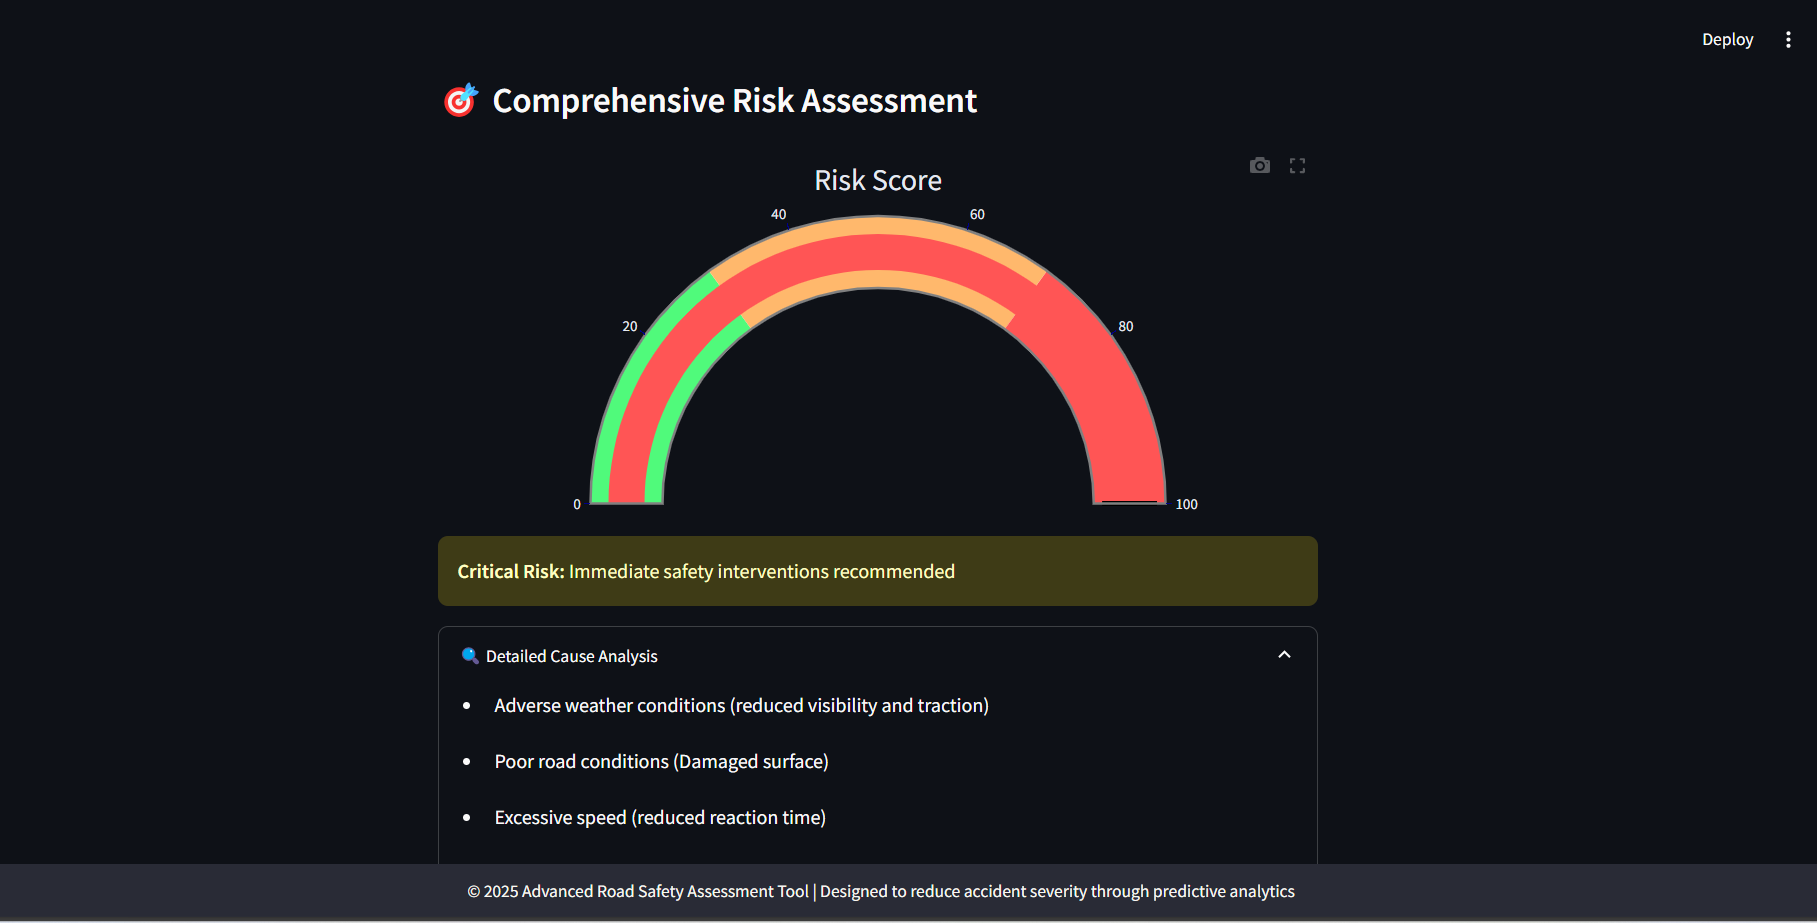 Deploy
Comprehensive Risk Assessment
Risk Score
0
20
40
60
80
100
Critical Risk: Immediate safety interventions recommended
Detailed Cause Analysis
Adverse weather conditions (reduced visibility and traction)
Poor road conditions (Damaged surface)
Excessive speed (reduced reaction time)
© 2025 Advanced Road Safety Assessment Tool | Designed to reduce accident severity through predictive analytics